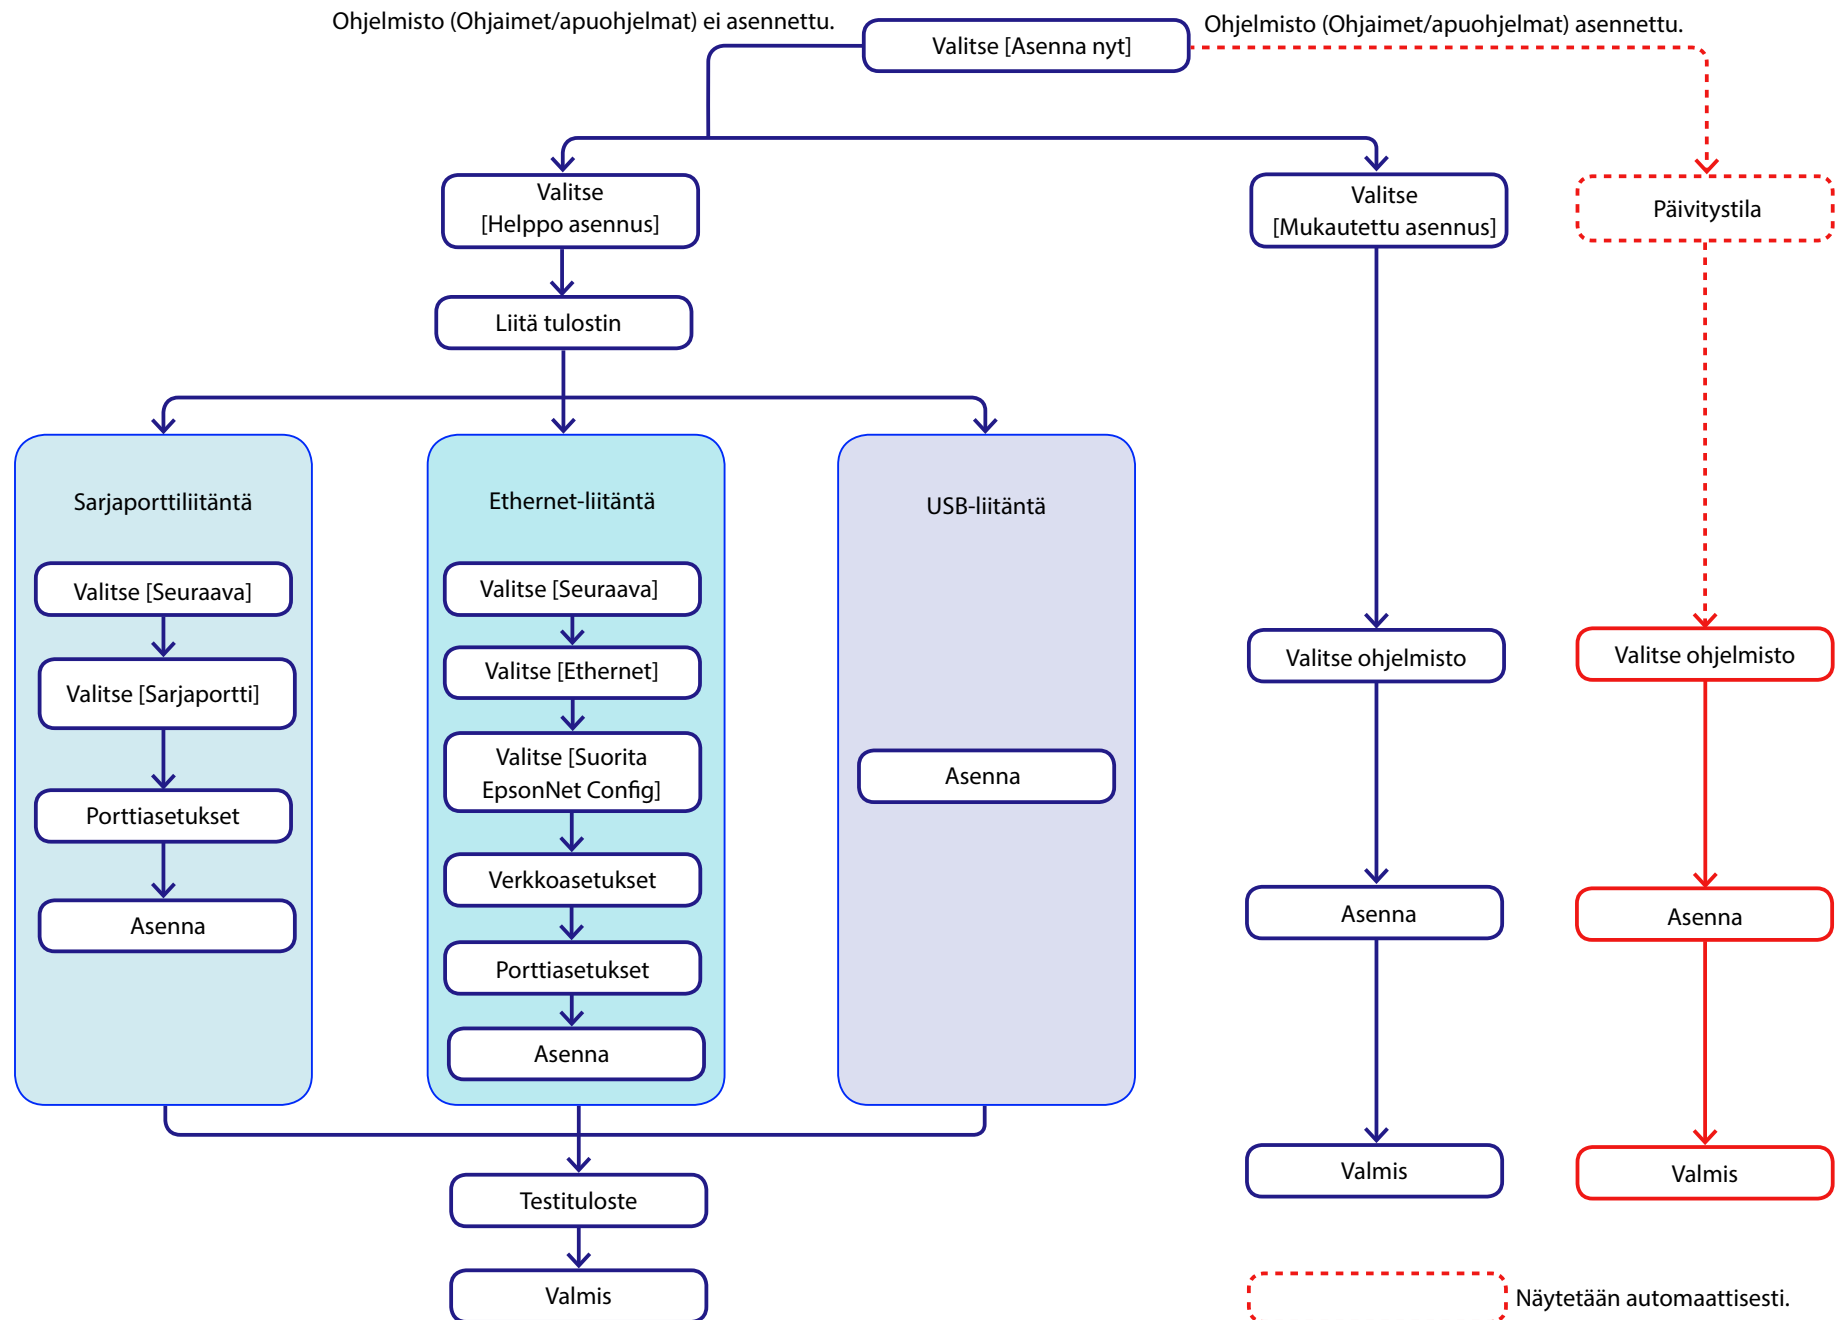 Ohjelmisto (Ohjaimet/apuohjelmat) ei asennettu.
Valitse [Asenna nyt]
Ohjelmisto (Ohjaimet/apuohjelmat) asennettu.
Valitse
[Helppo asennus]
Valitse
[Mukautettu asennus]
Päivitystila
Liitä tulostin
Sarjaporttiliitäntä
Valitse [Seuraava]
Valitse [Sarjaportti]
Porttiasetukset
Asenna
Ethernet-liitäntä
Valitse [Seuraava]
Valitse [Ethernet]
Valitse [Suorita
EpsonNet Config]
Verkkoasetukset
Porttiasetukset
Asenna
USB-liitäntä
Asenna
Testituloste
Valmis
Valitse ohjelmisto
Asenna
Valmis
Valitse ohjelmisto
Asenna
Valmis
Näytetään automaattisesti.